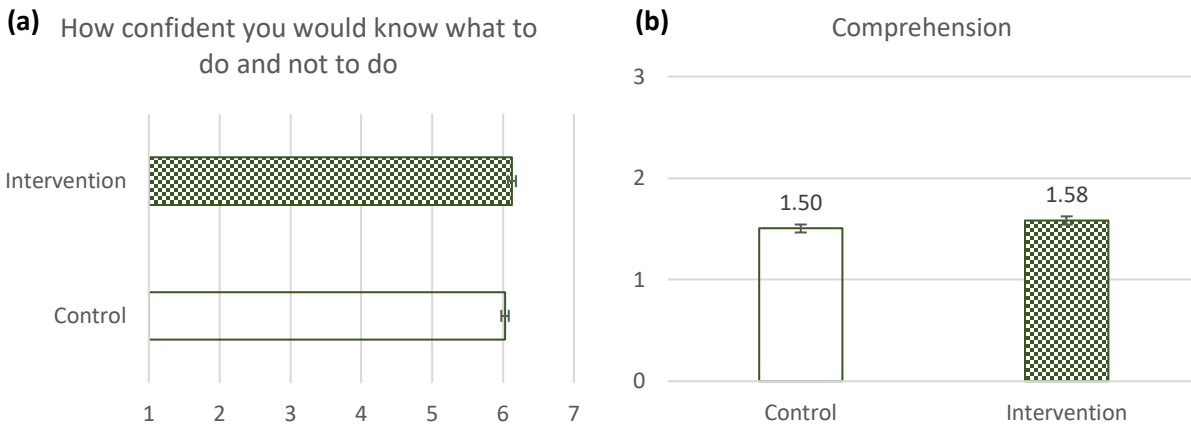 (a) How confident you would know what to
do and not to do
Intervention
Control
1 2 3 4 5 6 7
(b) Comprehension
3
2
1
0
1.50
1.58
Control Intervention